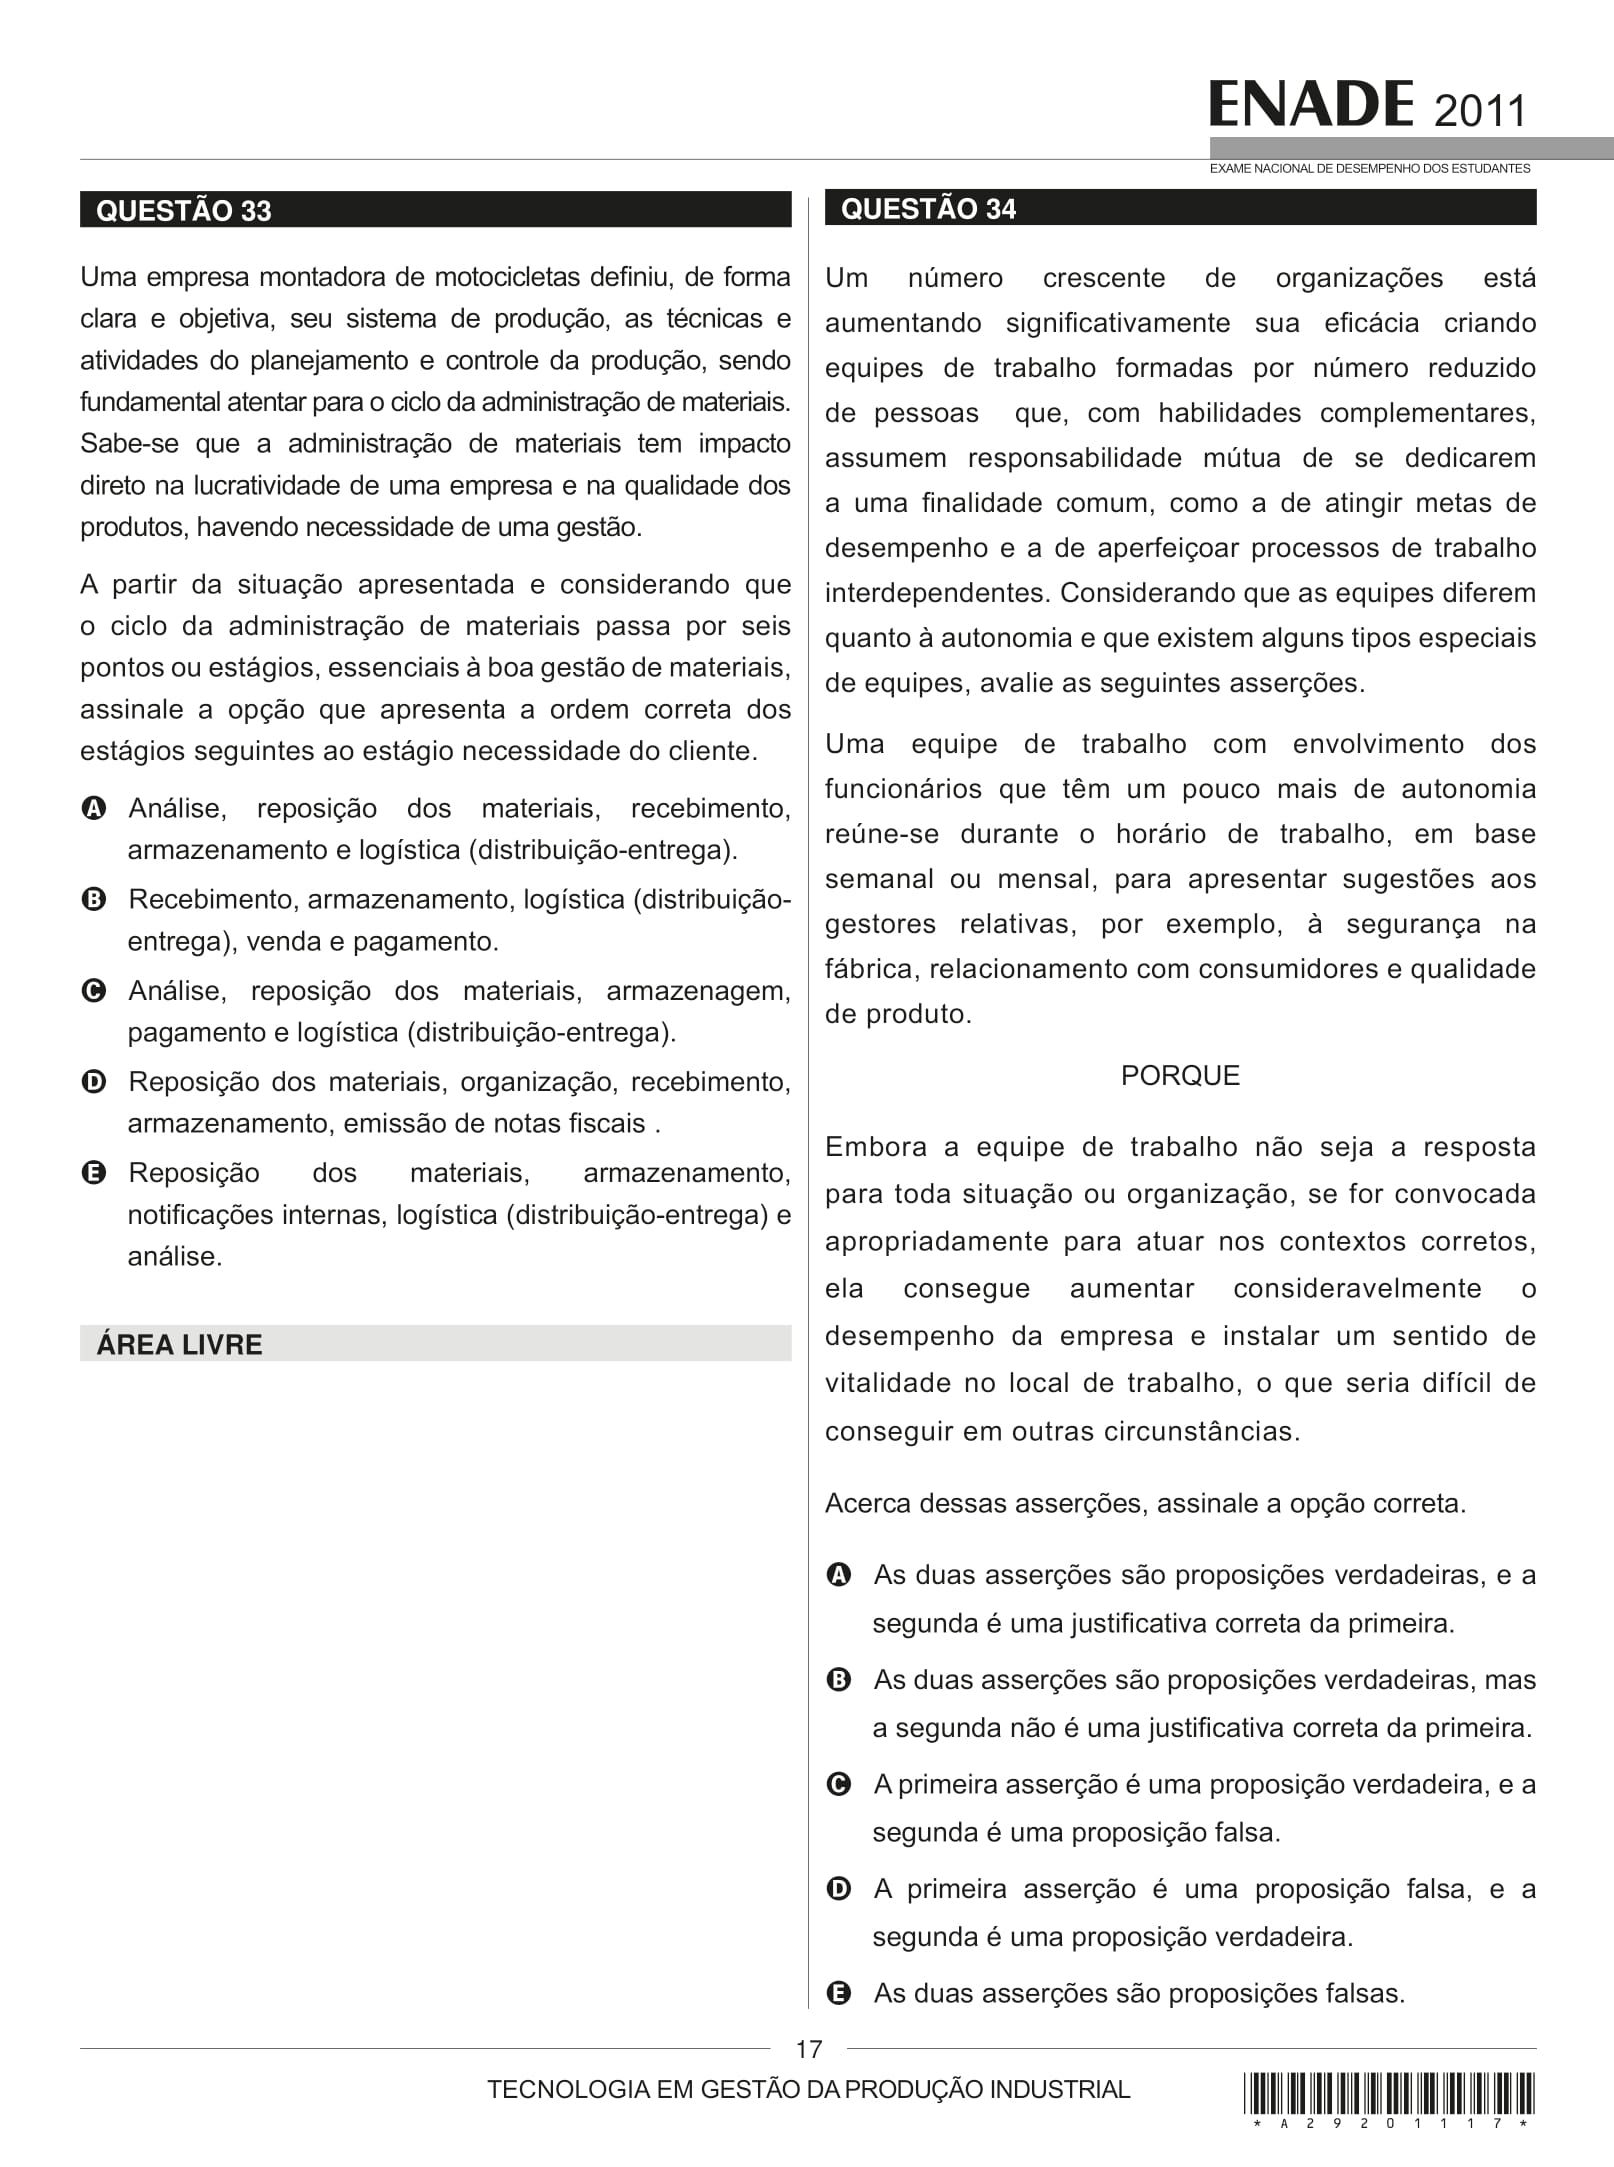 ENADE 2011
EXAME NACIONAL DE DESEMPENHO DOS ESTUDANTES
QUESTÃO 33
Uma empresa montadora de motocicletas definiu, de forma
clara e objetiva, seu sistema de produção, as técnicas e
atividades do planejamento e controle da produção, sendo
fundamental atentar para o ciclo da administração de materiais.
Sabe-se que a administração de materiais tem impacto
direto na lucratividade de uma empresa e na qualidade dos
produtos, havendo necessidade de uma gestão.
A partir da situação apresentada e considerando que
o ciclo da administração de materiais passa por seis
pontos ou estágios, essenciais à boa gestão de materiais,
assinale a opção que apresenta a ordem correta dos
estágios seguintes ao estágio necessidade do cliente.
A Análise, reposição dos materiais, recebimento,
armazenamento e logística (distribuição-entrega).
B Recebimento, armazenamento, logística (distribuição-
entrega), venda e pagamento.
C Análise, reposição dos materiais, armazenagem,
pagamento e logística (distribuição-entrega).
D Reposição dos materiais, organização, recebimento,
armazenamento, emissão de notas fiscais .
E Reposição dos materiais, armazenamento,
notificações internas, logística (distribuição-entrega) e
análise.
ÁREA LIVRE
QUESTÃO 34
Um número crescente de organizações está
aumentando significativamente sua eficácia criando
equipes de trabalho formadas por número reduzido
de pessoas que, com habilidades complementares,
assumem responsabilidade mútua de se dedicarem
a uma finalidade comum, como a de atingir metas de
desempenho e a de aperfeiçoar processos de trabalho
interdependentes. Considerando que as equipes diferem
quanto à autonomia e que existem alguns tipos especiais
de equipes, avalie as seguintes asserções.
Uma equipe de trabalho com envolvimento dos
funcionários que têm um pouco mais de autonomia
reúne-se durante o horário de trabalho, em base
semanal ou mensal, para apresentar sugestões aos
gestores relativas, por exemplo, à segurança na
fábrica, relacionamento com consumidores e qualidade
de produto.
PORQUE
Embora a equipe de trabalho não seja a resposta
para toda situação ou organização, se for convocada
apropriadamente para atuar nos contextos corretos,
ela consegue aumentar consideravelmente o
desempenho da empresa e instalar um sentido de
vitalidade no local de trabalho, o que seria difícil de
conseguir em outras circunstâncias.
Acerca dessas asserções, assinale a opção correta.
A As duas asserções são proposições verdadeiras, e a
segunda é uma justificativa correta da primeira.
B As duas asserções são proposições verdadeiras, mas
a segunda não é uma justificativa correta da primeira.
C A primeira asserção é uma proposição verdadeira, e a
segunda é uma proposição falsa.
D A primeira asserção é uma proposição falsa, e a
segunda é uma proposição verdadeira.
E As duas asserções são proposições falsas.
17
TECNOLOGIA EM GESTÃO DA PRODUÇÃO INDUSTRIAL
* A 2 9 2 0 1 1 1 7 *